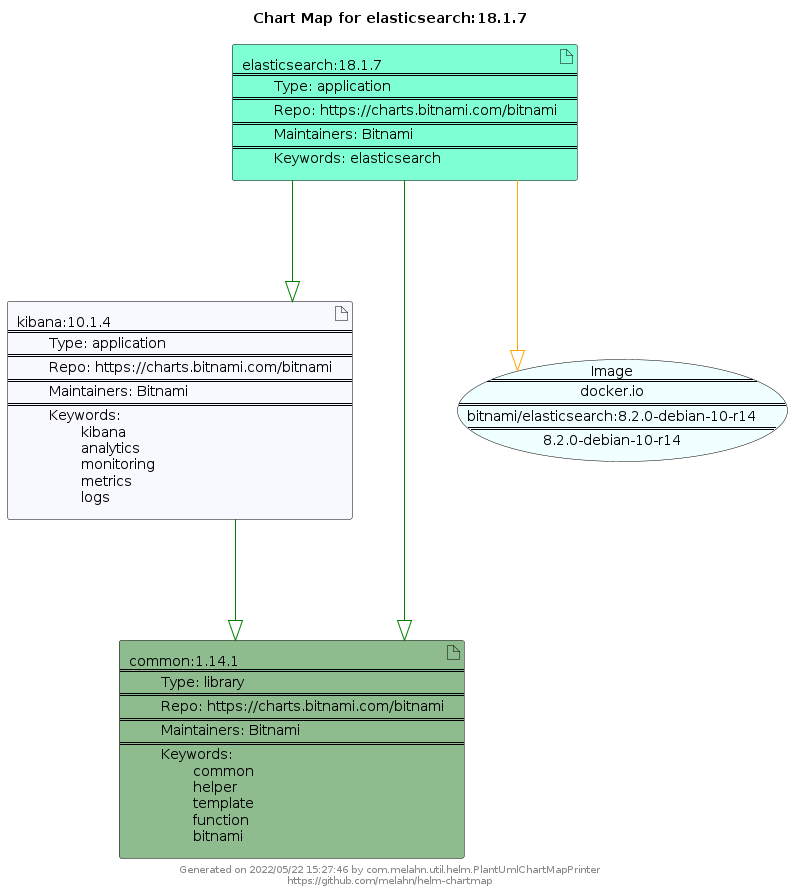 Chart Map for elasticsearch:18.1.7
elasticsearch:18.1.7
Type: application
Repo: https://charts.bitnami.com/bitnami
Maintainers: Bitnami
Keywords: elasticsearch
kibana:10.1.4
Type: application
Repo: https://charts.bitnami.com/bitnami
Maintainers: Bitnami
Keywords:
kibana
analytics
monitoring
metrics
logs
Image
docker.io
bitnami/elasticsearch:8.2.0-debian-10-r14
8.2.0-debian-10-r14
common:1.14.1
Type: library
Repo: https://charts.bitnami.com/bitnami
Maintainers: Bitnami
Keywords:
common
helper
template
function
bitnami
Generated on 2022/05/22 15:27:46 by com.melahn.util.helm.PlantUmlChartMapPrinter
https://github.com/melahn/helm-chartmap